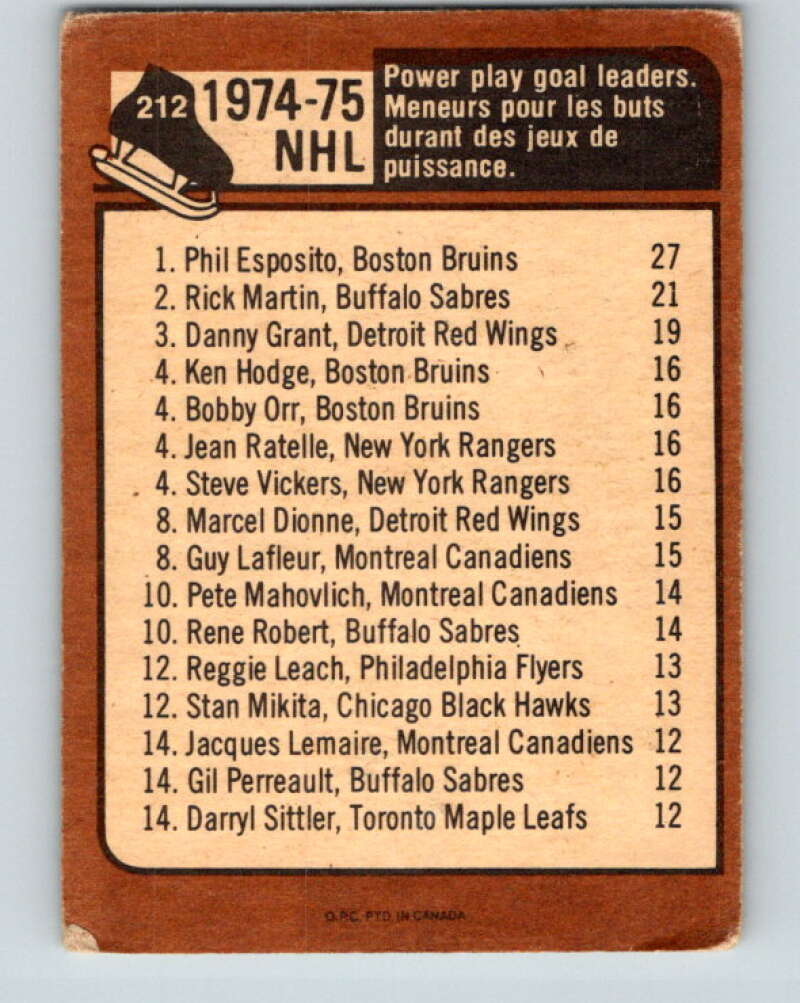 212 1974-75
NHL
Power play goal leaders.
Meneurs pour les buts
durant des jeux de
puissance.
1. Phil Esposito, Boston Bruins 27
2. Rick Martin, Buffalo Sabres 21
3. Danny Grant, Detroit Red Wings 19
4. Ken Hodge, Boston Bruins 16
4. Bobby Orr, Boston Bruins 16
4. Jean Ratelle, New York Rangers 16
4. Steve Vickers, New York Rangers 16
8. Marcel Dionne, Detroit Red Wings 15
8. Guy Lafleur, Montreal Canadiens 15
10. Pete Mahovlich, Montreal Canadiens 14
10. Rene Robert, Buffalo Sabres 14
12. Reggie Leach, Philadelphia Flyers 13
12. Stan Mikita, Chicago Black Hawks 13
14. Jacques Lemaire, Montreal Canadiens 12
14. Gil Perreault, Buffalo Sabres 12
14. Darryl Sittler, Toronto Maple Leafs 12
O.P.C. PTD. IN CANADA